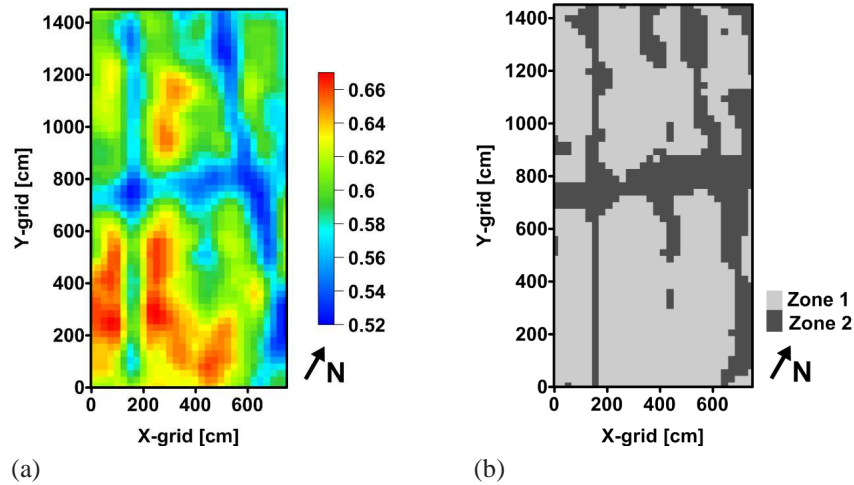 1400
1200
1000
800
600
400
200
0
Y-grid [cm]
0 200 400 600
X-grid [cm]
0.66
0.64
0.62
0.60
0.58
0.56
0.54
0.52
N
(a)
1400
1200
1000
800
600
400
200
0
Y-grid [cm]
0 200 400 600
X-grid [cm]
Zone 1
Zone 2
N
(b)